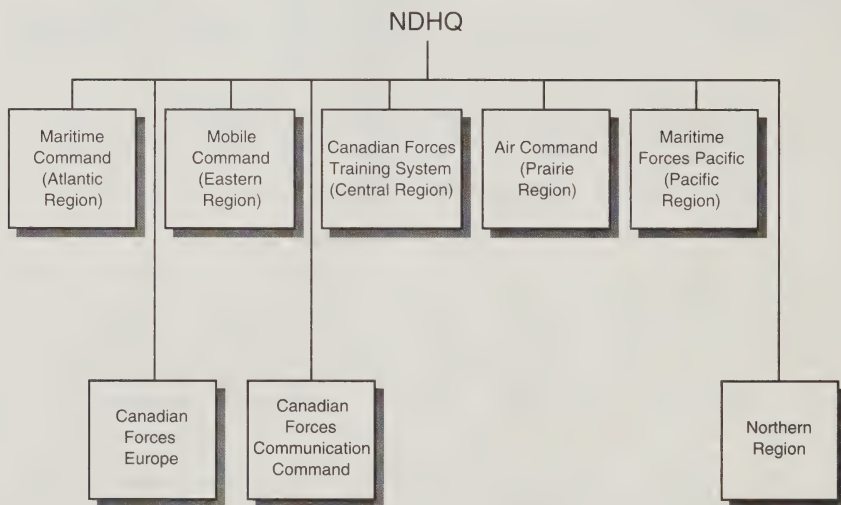 NDHQ
Maritime
Command
(Atlantic
Region)
Mobile
Command
(Eastern
Region)
Canadian Forces
Training System
(Central Region)
Air Command
(Prairie
Region)
Maritime
Forces Pacific
(Pacific
Region)
Canadian
Forces
Europe
Canadian
Forces
Communication
Command
Northern
Region